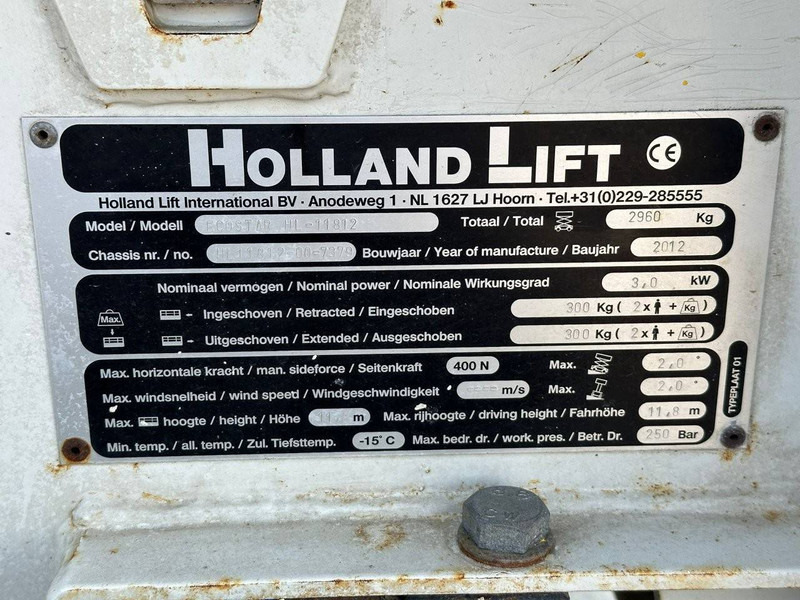 HOLLAND LIFT CE
Holland Lift International BV · Anodeweg 1 · NL 1627 LJ Hoorn · Tel.+31(0)229-285555
Model / Modell ECOSTAR HL-11812 Totaal / Total 2960 Kg
Chassis nr. / no. Bouwjaar / Year of manufacture / Baujahr 2012
Nominaal vermogen / Nominal power / Nominale Wirkungsgrad 3,0 kW
Max. Ingeschoven / Retracted / Eingeschoben 300 Kg ( 2 x + Kg )
Uitgeschoven / Extended / Ausgeschoben 300 Kg ( 2 x + Kg )
Max. horizontale kracht / man. sideforce / Seitenkraft 400 N Max. 2,0°
Max. windsnelheid / wind speed / Windgeschwindigkeit m/s Max. 2,0°
Max. hoogte / height / Höhe m Max. rijhoogte / driving height / Fahrhöhe 11,8 m
Min. temp. / all. temp. / Zul. Tiefsttemp. -15°C Max. bedr. dr. / work. pres. / Betr. Dr. 250 Bar
TYPEPLAAT 01